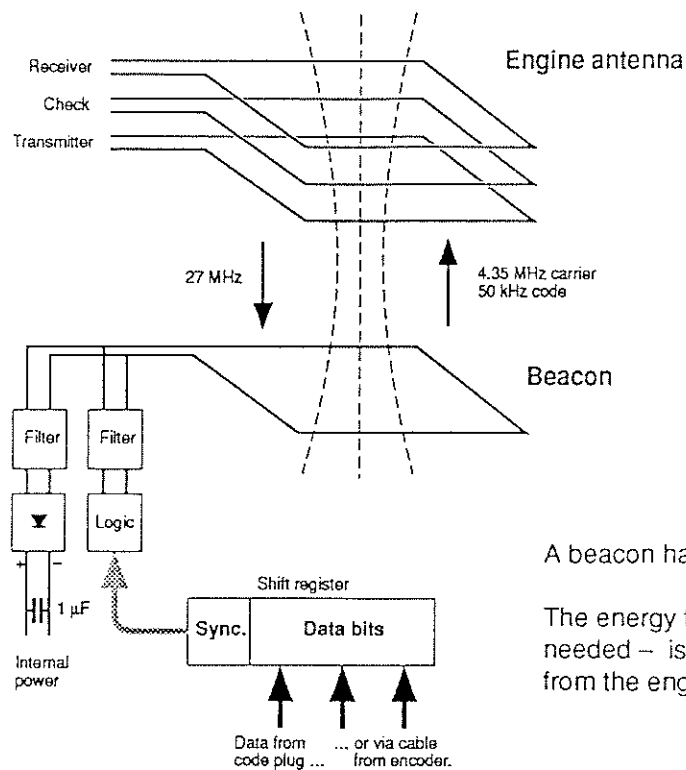 Receiver
Engine antenna
Check
Transmitter
27 MHz
4.35 MHz carrier
50 kHz code
Beacon
Filter
Filter
Logic
+
–
1 µF
Internal
power
Shift register
Sync.
Data bits
Data from
code plug ...
... or via cable
from encoder.
A beacon ha
The energy
needed – is
from the eng